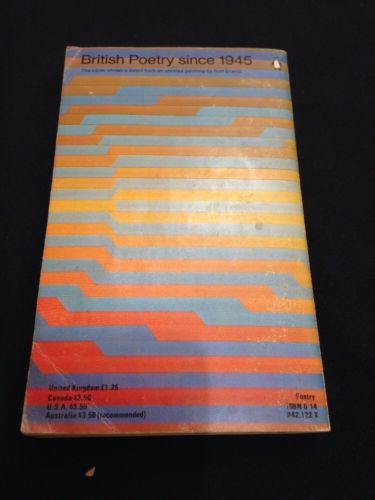 British Poetry since 1945
The cover shows a detail from an untitled painting by Rolf Brandt
United Kingdom £1.25
Canada $3.50
U.S.A. $3.50
Australia $3.50 (recommended)
Poetry
ISBN 0 14
042.122 X